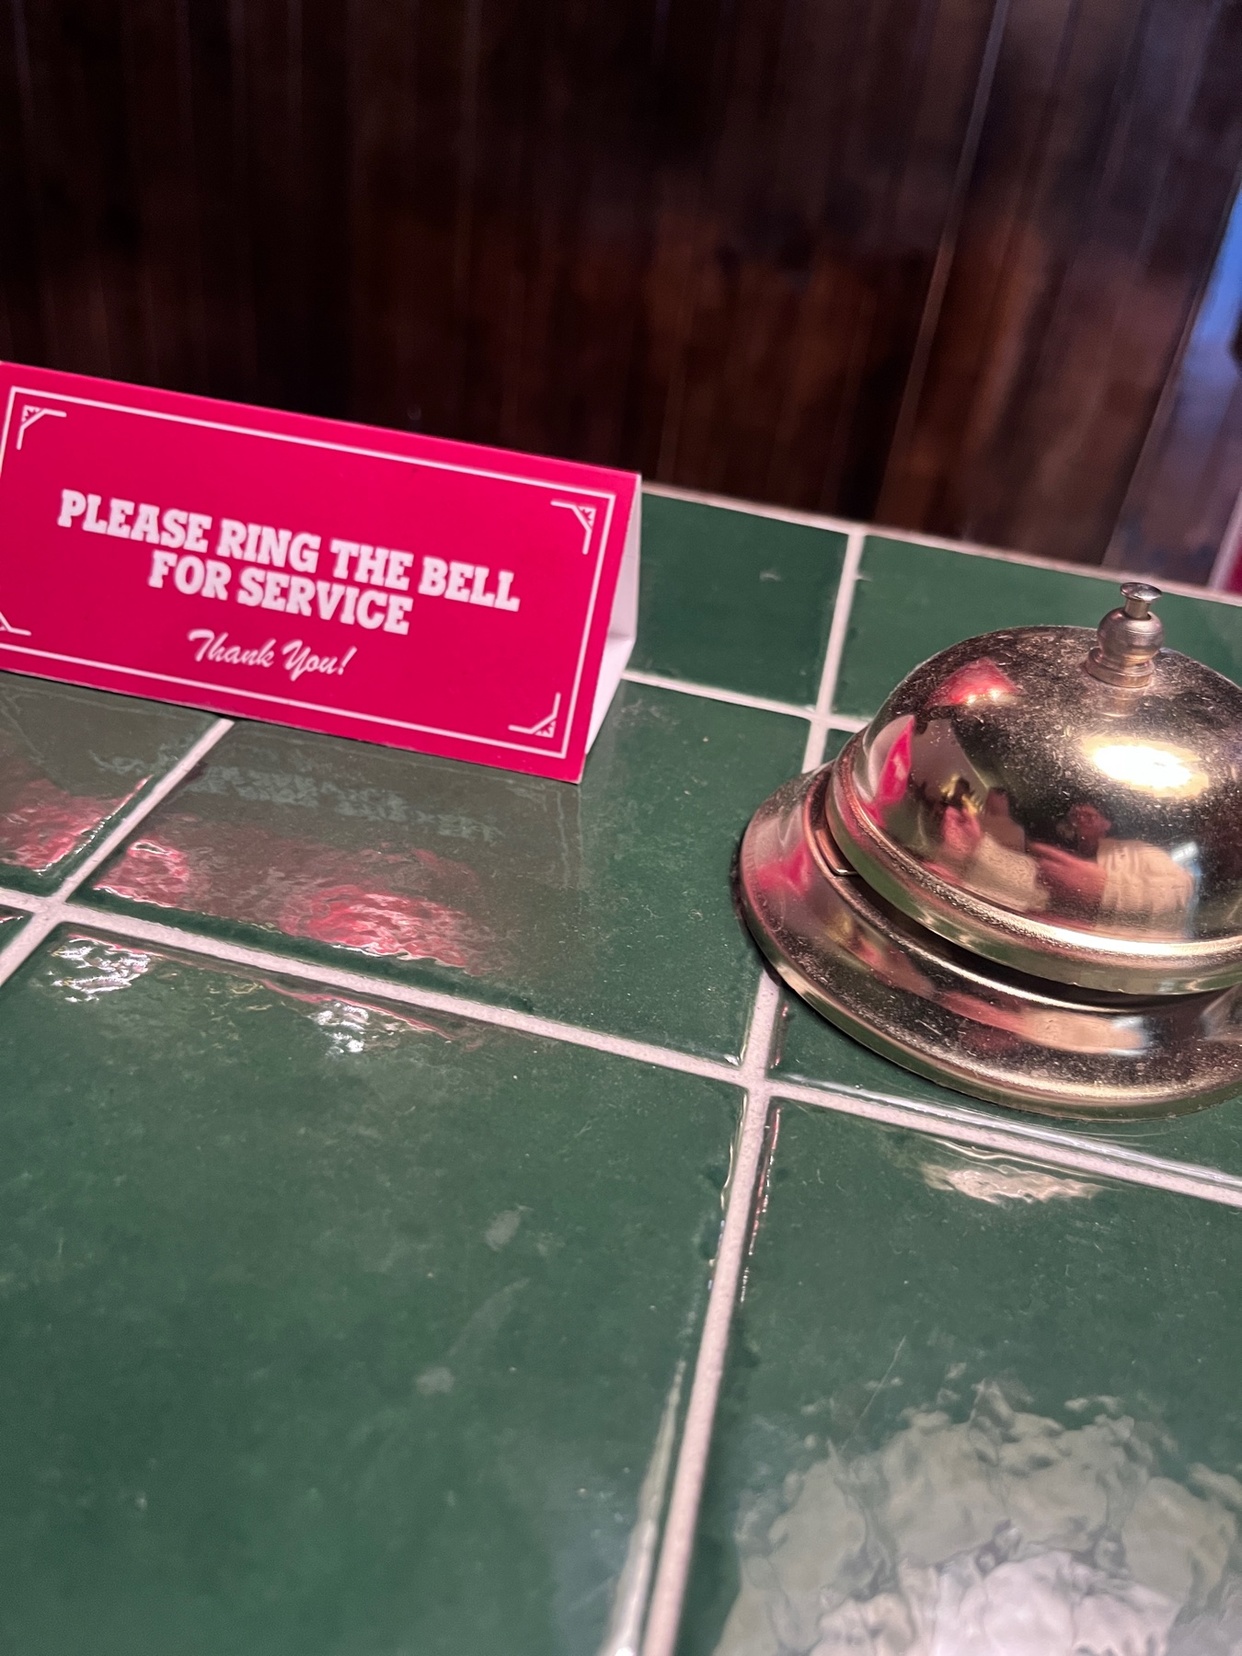 PLEASE RING THE BELL
FOR SERVICE
Thank You!